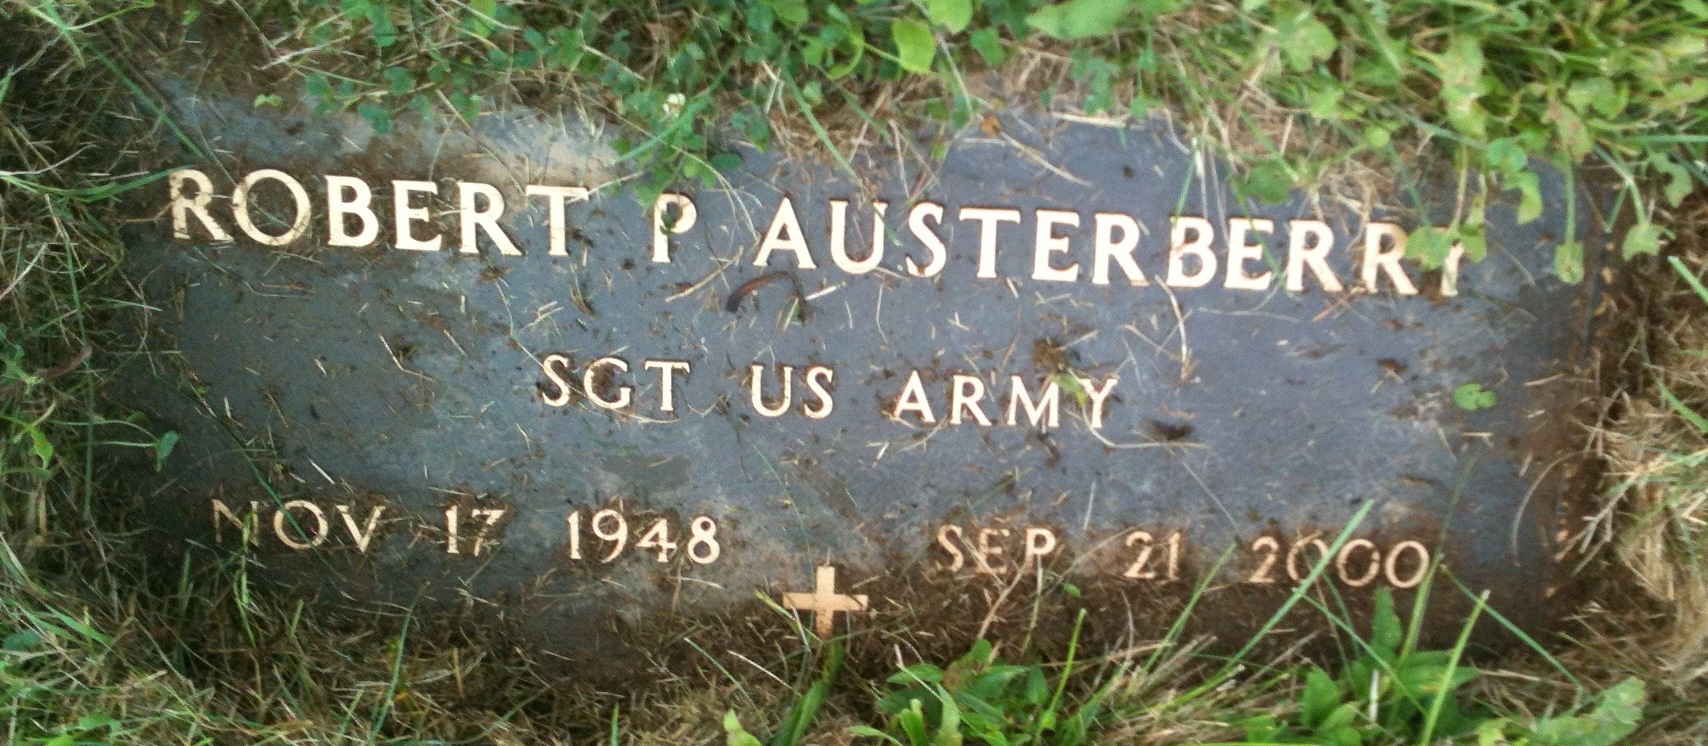 ROBERT P AUSTERBERRY
SGT US ARMY
NOV 17 1948 SEP 21 2000